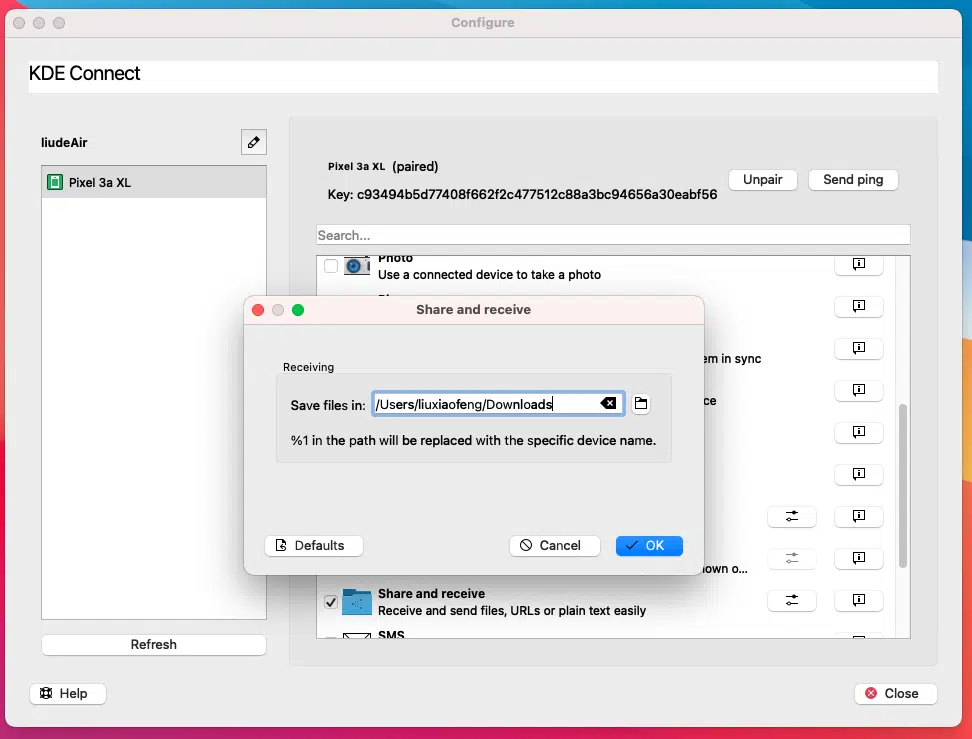 Configure
KDE Connect
liudeAir
Pixel 3a XL
Pixel 3a XL (paired)
Key: c93494b5d77408f662f2c477512c88a3bc94656a30eabf56
Unpair
Send ping
Search...
Photo
Use a connected device to take a photo
em in sync
ce
own o...
Share and receive
Receiving
Save files in: /Users/liuxiaofeng/Downloads
%1 in the path will be replaced with the specific device name.
Defaults
Cancel
OK
Share and receive
Receive and send files, URLs or plain text easily
SMS
Refresh
Help
Close